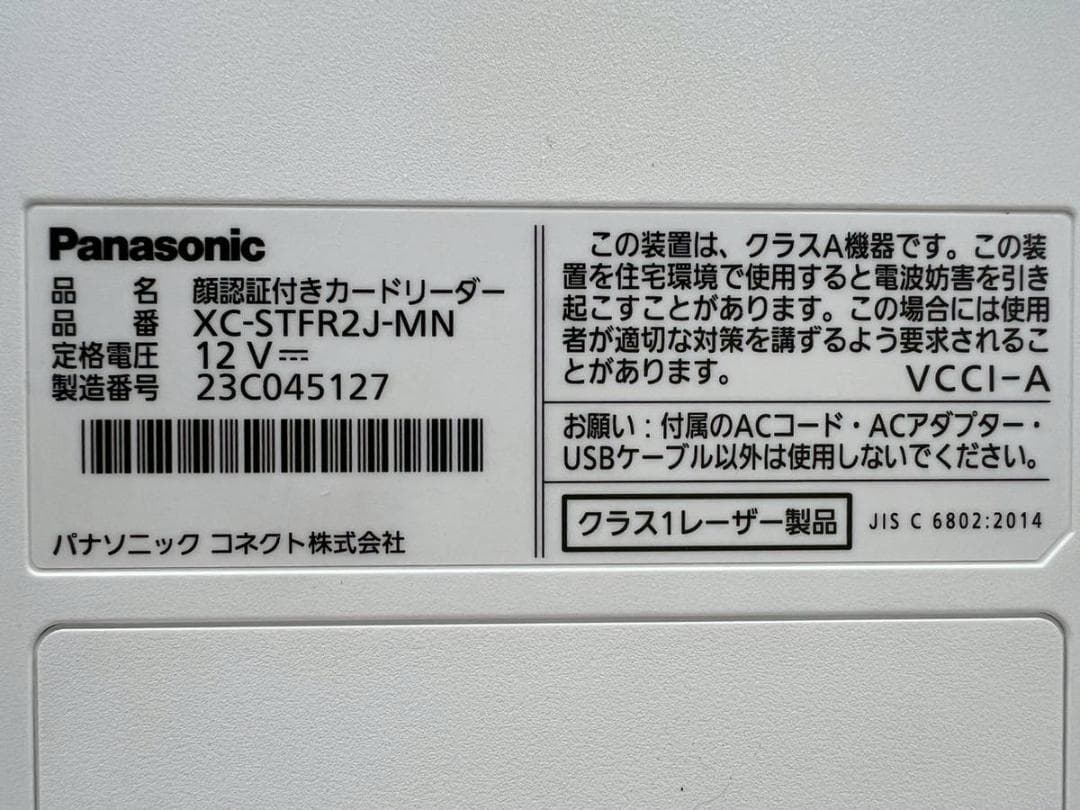 Panasonic
品　　名　顔認証付きカードリーダー
品　　番　XC-STFR2J-MN
定格電圧　12 V⎓
製造番号　23C045127
パナソニック コネクト株式会社
この装置は、クラスA機器です。この装
置を住宅環境で使用すると電波妨害を引き
起こすことがあります。この場合には使用
者が適切な対策を講ずるよう要求されるこ
とがあります。
VCCI-A
お願い：付属のACコード・ACアダプター・
USBケーブル以外は使用しないでください。
クラス1レーザー製品　JIS C 6802:2014